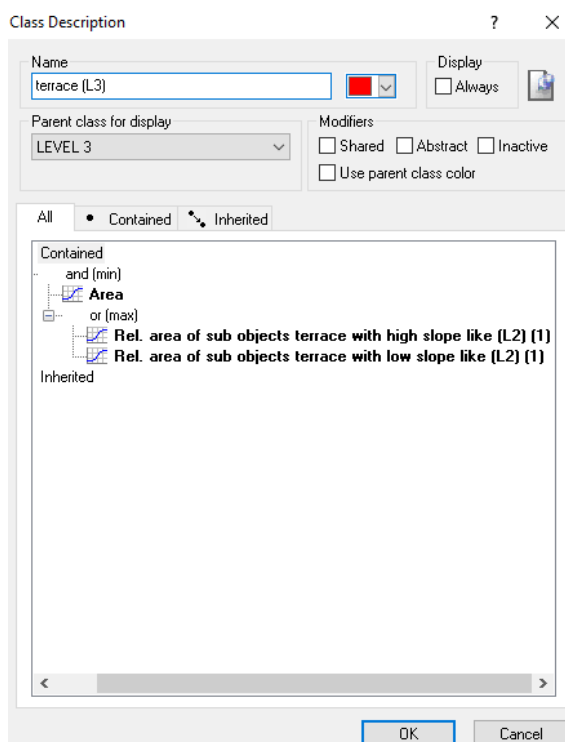 Class Description
?
Name
Display
terrace (L3)
Always
Parent class for display
Modifiers
LEVEL 3
Shared Abstract Inactive
Use parent class color
All Contained Inherited
Contained
and (min)
Area
or (max)
Rel. area of sub objects terrace with high slope like (L2) (1)
Rel. area of sub objects terrace with low slope like (L2) (1)
Inherited
OK Cancel